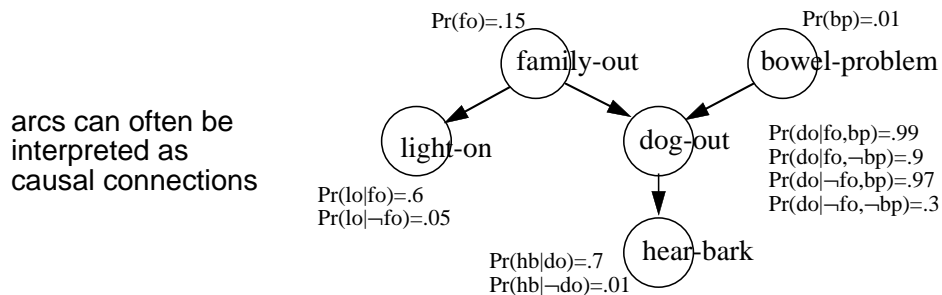 Pr(fo)=.15
Pr(bp)=.01
family-out
bowel-problem
arcs can often be
interpreted as
causal connections
light-on
dog-out
Pr(do|fo,bp)=.99
Pr(do|fo,¬bp)=.9
Pr(do|¬fo,bp)=.97
Pr(do|¬fo,¬bp)=.3
Pr(lo|fo)=.6
Pr(lo|¬fo)=.05
hear-bark
Pr(hb|do)=.7
Pr(hb|¬do)=.01